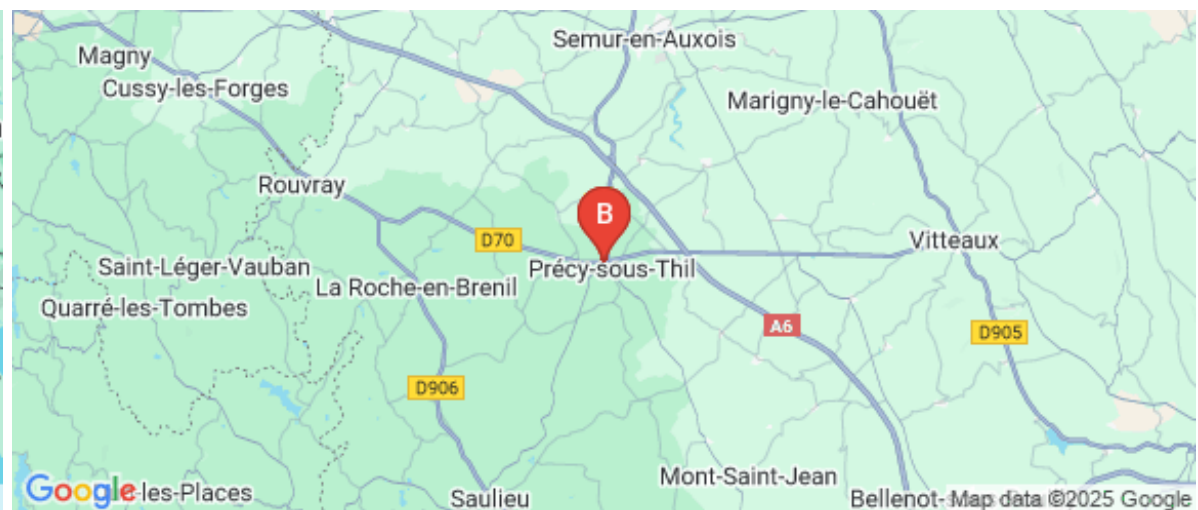 Semur-en-Auxois
Magny
Cussy-les-Forges
Marigny-le-Cahouët
Rouvray
B
D70
Vitteaux
Saint-Léger-Vauban
Précy-sous-Thil
La Roche-en-Brenil
Quarré-les-Tombes
A6
D905
D906
Mont-Saint-Jean
Google
-les-Places
Saulieu
Bellenot-
Map data ©2025 Google